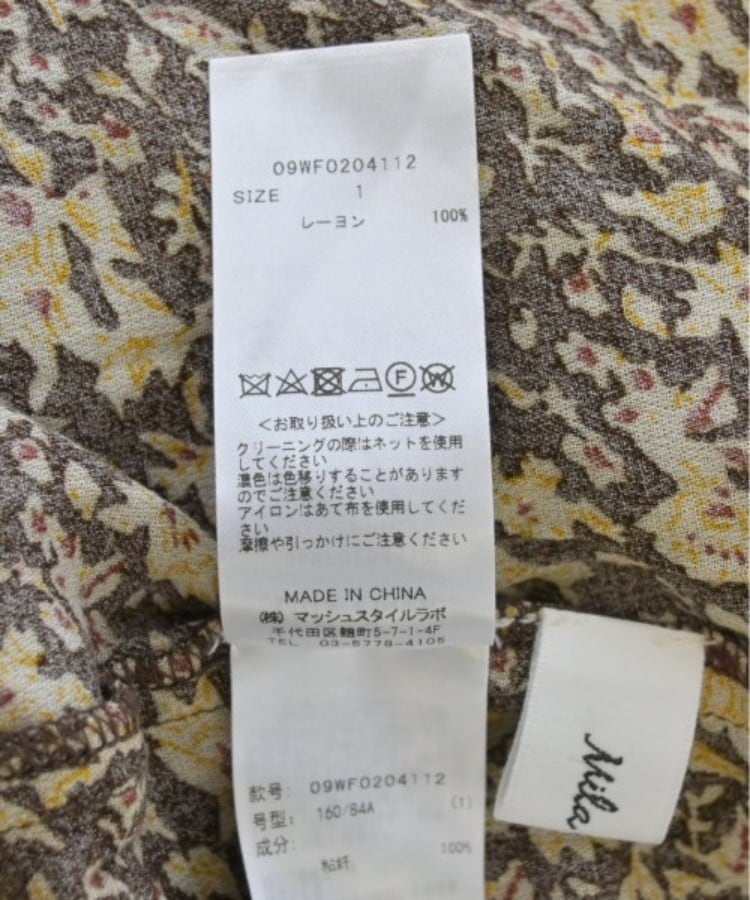 09WF0204112
SIZE 1
レーヨン 100%
F W
<お取り扱い上のご注意>
クリーニングの際はネットを使用
してください
濃色は色移りすることがあります
のでご注意ください
アイロンはあて布を使用してくだ
さい
摩擦や引っかけにご注意ください
MADE IN CHINA
(株) マッシュスタイルラボ
千代田区麹町5-7-1-4F
TEL 03-5778-4105
款号: 09WF0204112
号型: 160/84A (1)
成分: 100%
粘纤
Mila